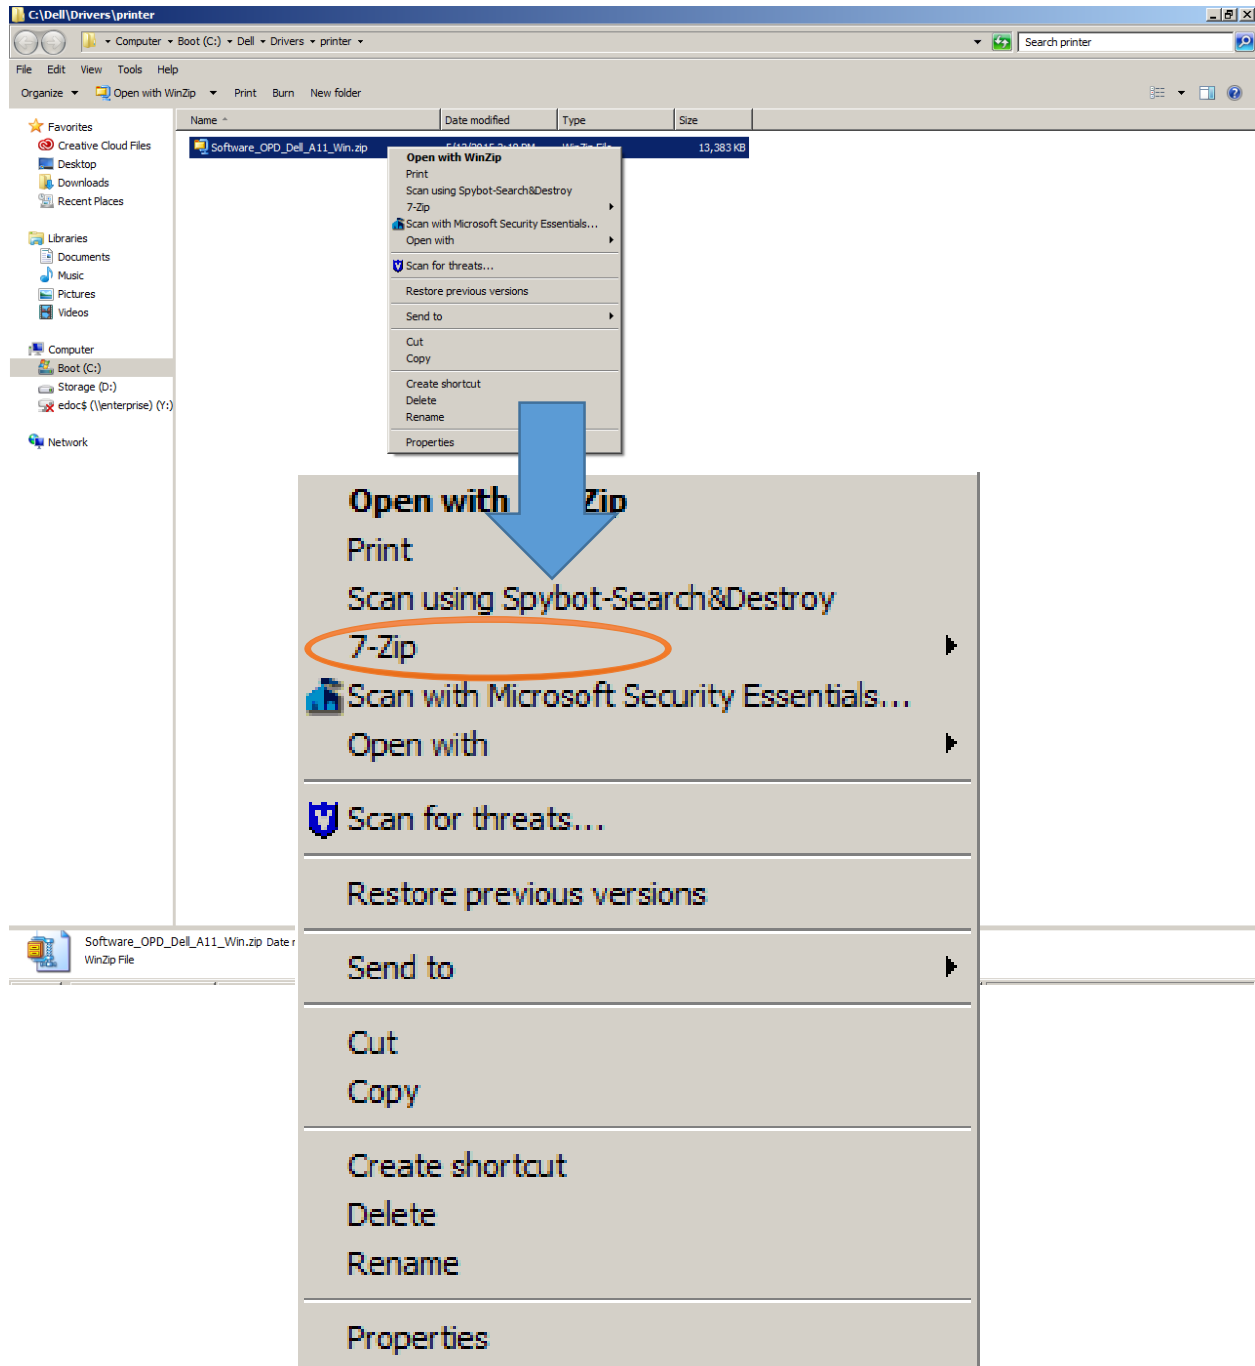 C:\Dell\Drivers\printer
Computer Boot (C:) Dell Drivers printer
Search printer
File Edit View Tools Help
Organize Open with WinZip Print Burn New folder
Name Date modified Type Size
Favorites
Creative Cloud Files
Desktop
Downloads
Recent Places
Libraries
Documents
Music
Pictures
Videos
Computer
Boot (C:)
Storage (D:)
edoc$ (\\enterprise) (Y:)
Network
Software_OPD_Dell_A11_Win.zip 13,383 KB
Open with WinZip
Print
Scan using Spybot-Search&Destroy
7-Zip
Scan with Microsoft Security Essentials...
Open with
Scan for threats...
Restore previous versions
Send to
Cut
Copy
Create shortcut
Delete
Rename
Properties
Open with Zip
Print
Scan using Spybot-Search&Destroy
7-Zip
Scan with Microsoft Security Essentials...
Open with
Scan for threats...
Restore previous versions
Send to
Cut
Copy
Create shortcut
Delete
Rename
Properties
Software_OPD_Dell_A11_Win.zip Date
WinZip File